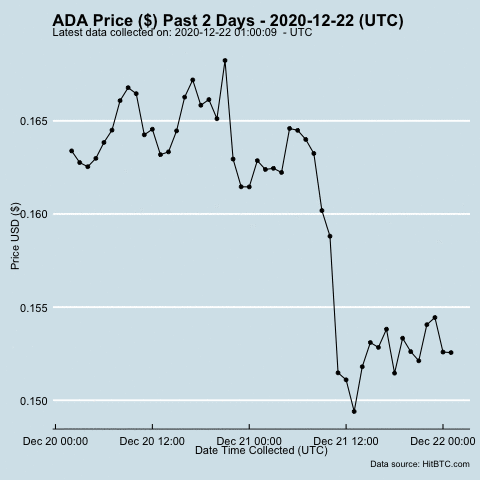 ADA Price ($) Past 2 Days - 2020-12-22 (UTC)
Latest data collected on: 2020-12-22 01:00:09  - UTC
Price USD ($)
0.165
0.160
0.155
0.150
Dec 20 00:00 Dec 20 12:00 Dec 21 00:00 Dec 21 12:00 Dec 22 00:00
Date Time Collected (UTC)
Data source: HitBTC.com